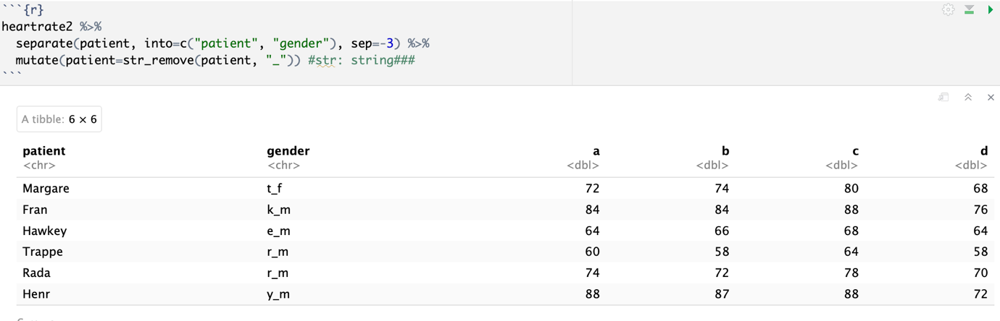 ```{r}
heartrate2 %>%
  separate(patient, into=c("patient", "gender"), sep=-3) %>%
  mutate(patient=str_remove(patient, "_")) #str: string###
```
A tibble: 6 × 6
patient gender a b c d
<chr> <chr> <dbl> <dbl> <dbl> <dbl>
Margare t_f 72 74 80 68
Fran k_m 84 84 88 76
Hawkey e_m 64 66 68 64
Trappe r_m 60 58 64 58
Rada r_m 74 72 78 70
Henr y_m 88 87 88 72